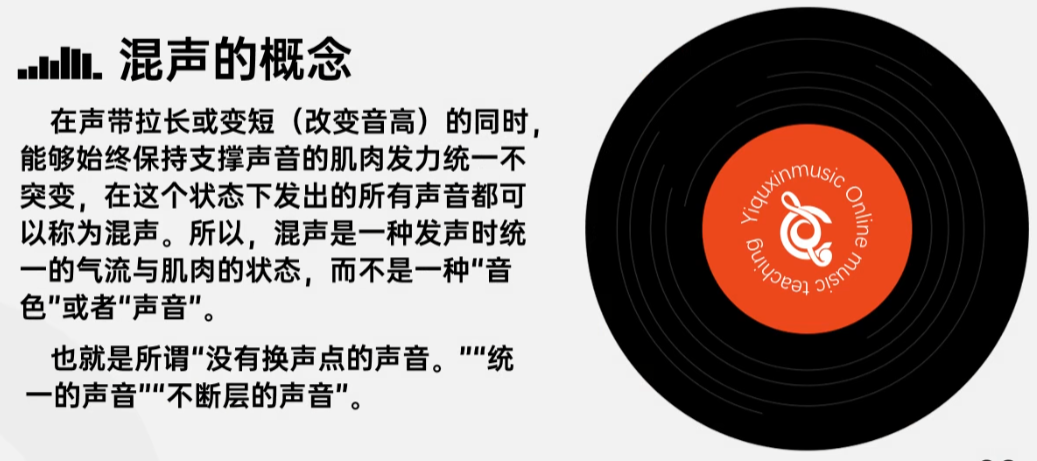 混声的概念
在声带拉长或变短（改变音高）的同时，
能够始终保持支撑声音的肌肉发力统一不
突变，在这个状态下发出的所有声音都可
以称为混声。所以，混声是一种发声时统
一的气流与肌肉的状态，而不是一种“音
色”或者“声音”。
也就是所谓“没有换声点的声音。”“统
一的声音”“不断层的声音”。
Yiquxinmusic Online music teaching